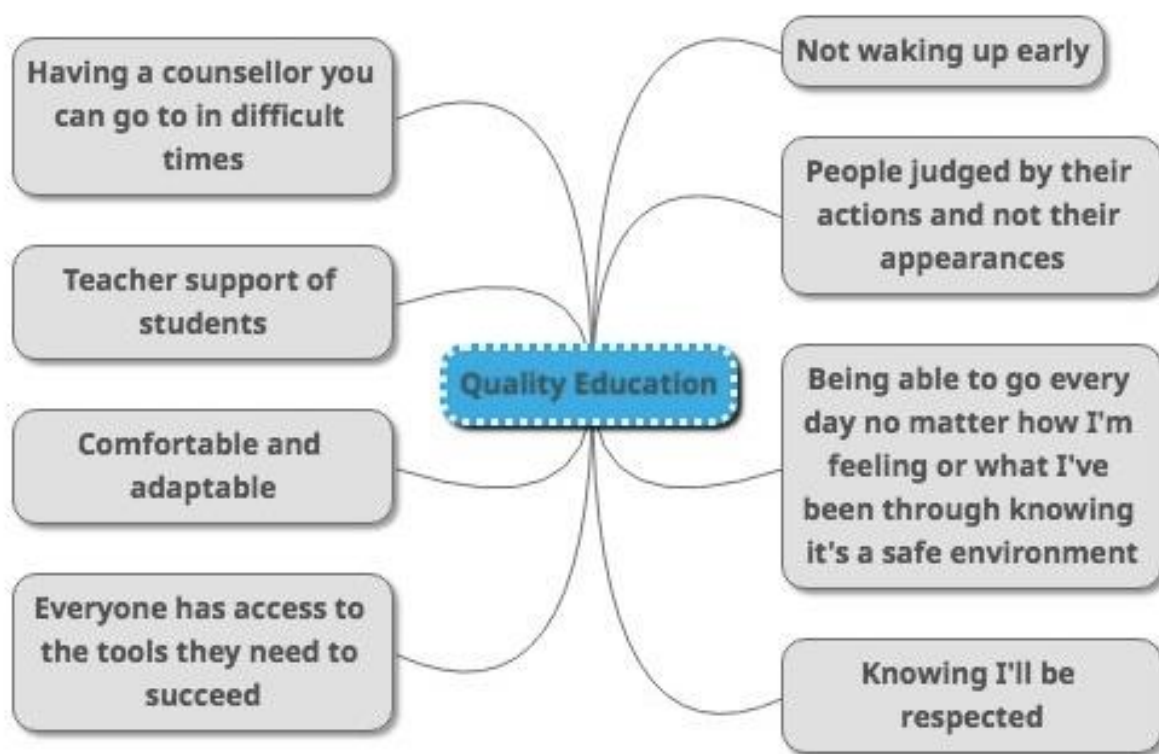 Having a counsellor you
can go to in difficult
times
Teacher support of
students
Comfortable and
adaptable
Everyone has access to
the tools they need to
succeed
Quality Education
Not waking up early
People judged by their
actions and not their
appearances
Being able to go every
day no matter how I'm
feeling or what I've
been through knowing
it's a safe environment
Knowing I'll be
respected